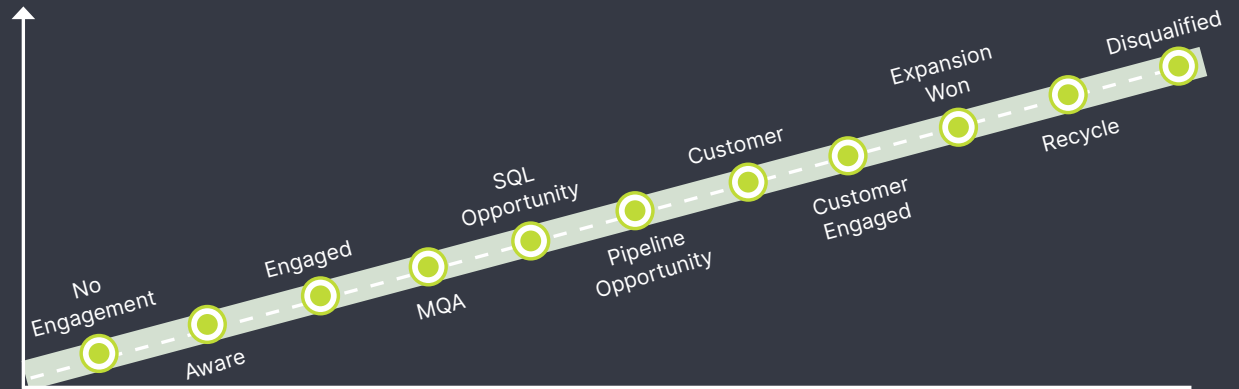 No
Engagement
Aware
Engaged
MQA
SQL
Opportunity
Pipeline
Opportunity
Customer
Customer
Engaged
Expansion
Won
Recycle
Disqualified